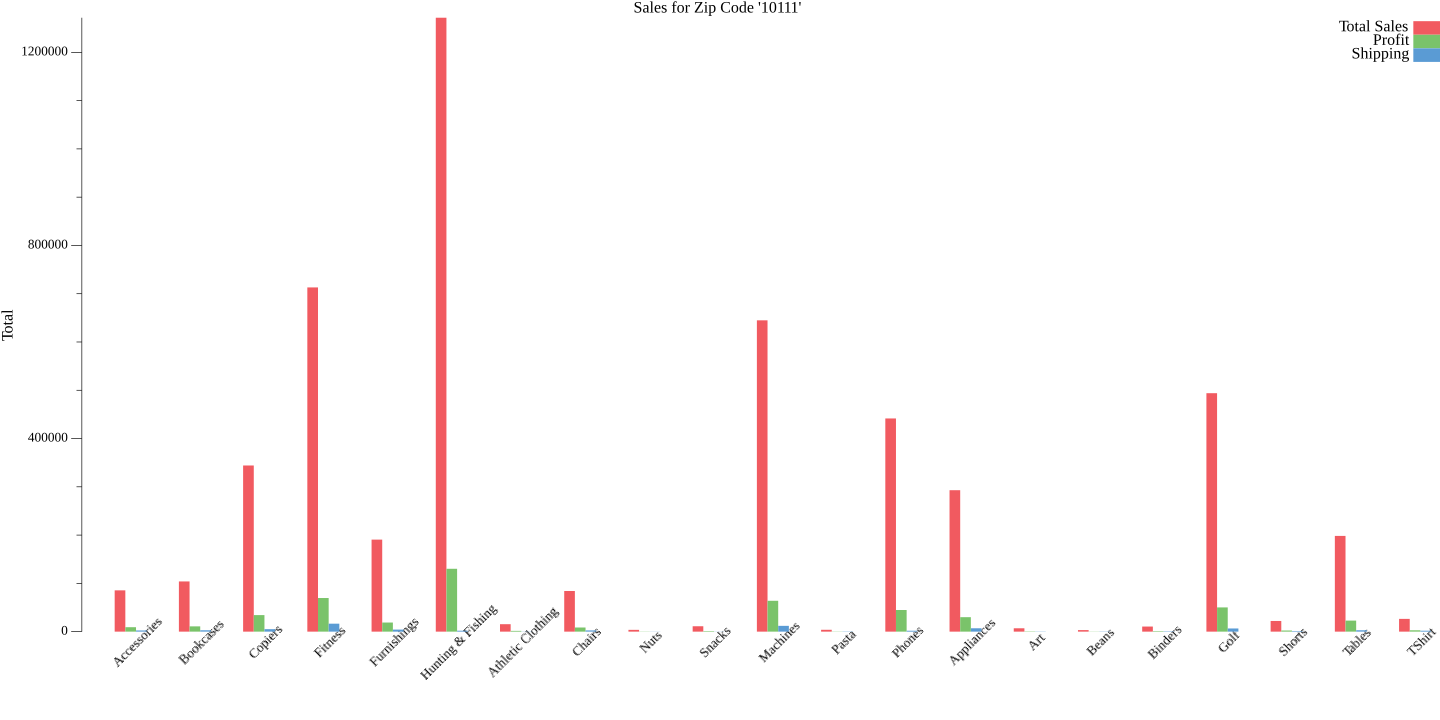 Sales for Zip Code '10111'
Total Sales
Profit
Shipping
1200000
800000
400000
0
Total
Accessories
Bookcases
Copiers
Fitness
Furnishings
Hunting & Fishing
Athletic Clothing
Chairs
Nuts
Snacks
Machines
Pasta
Phones
Appliances
Art
Beans
Binders
Golf
Shorts
Tables
TShirt